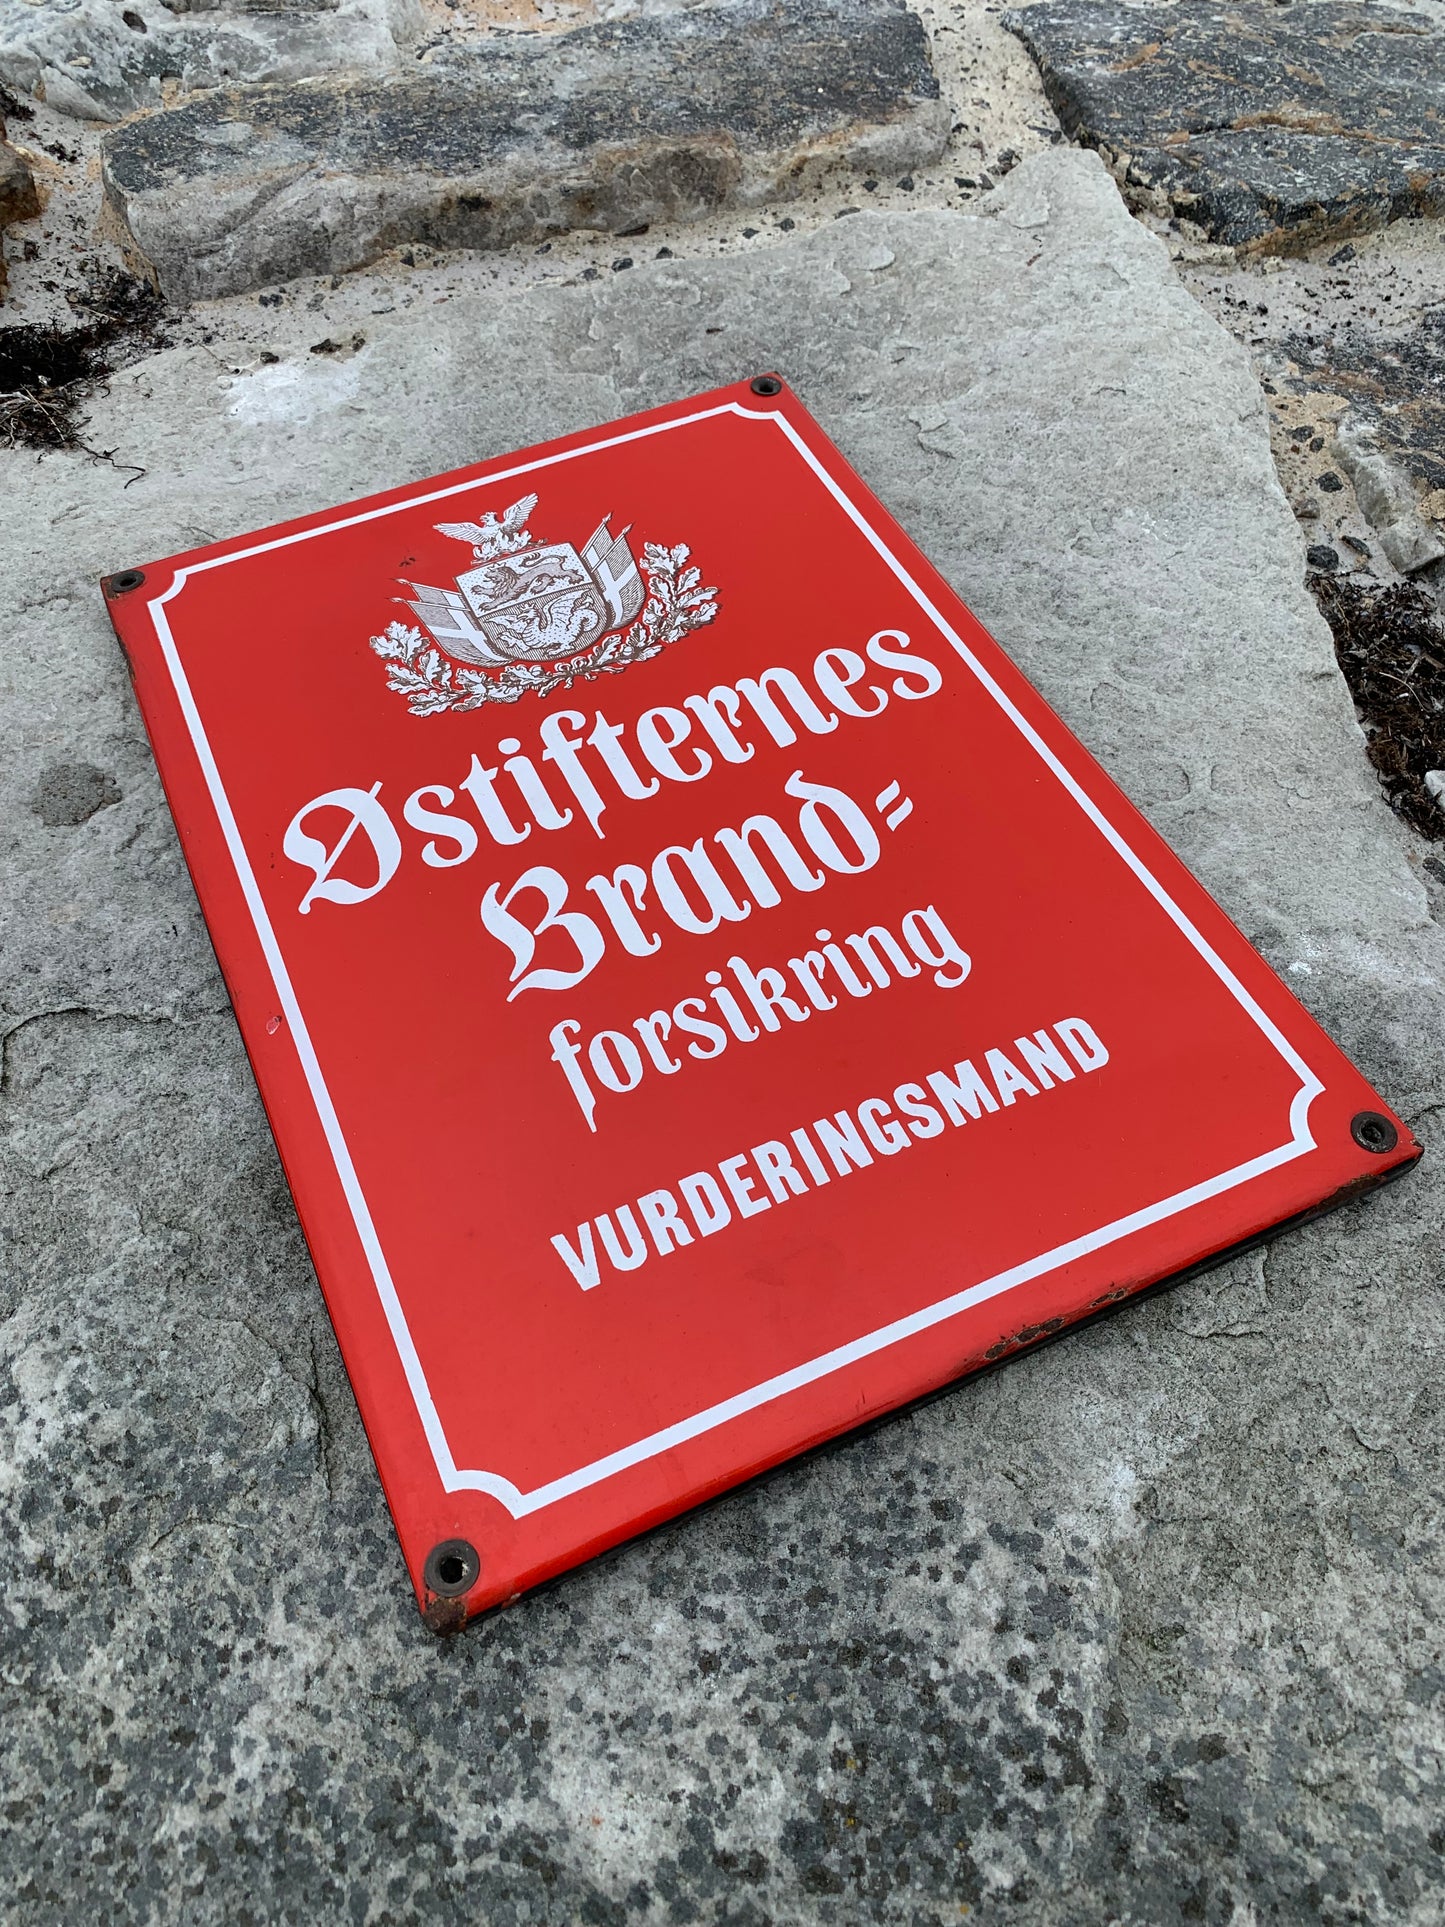 Østifternes
Brand=
forsikring
VURDERINGSMAND